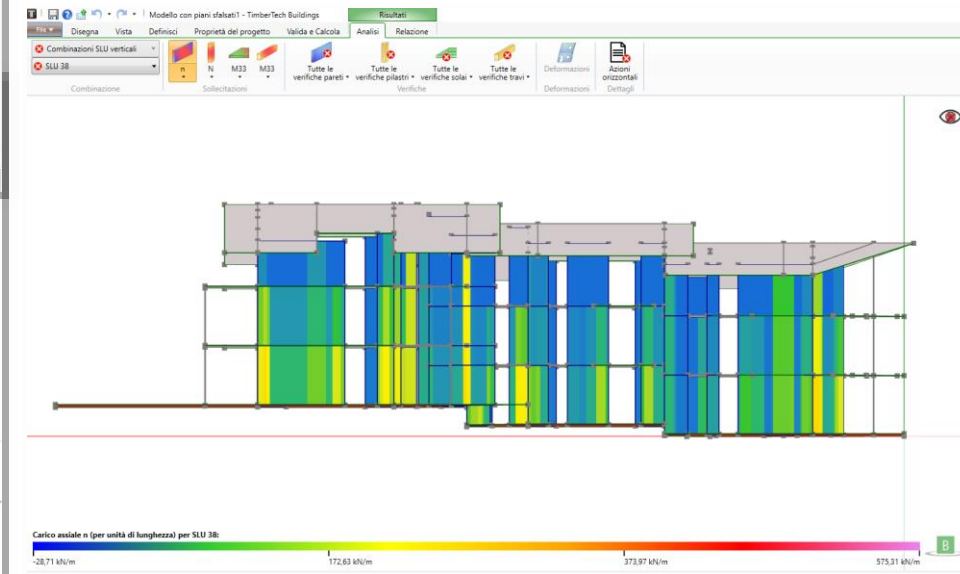 Modello con piani sfalsati1 - TimberTech Buildings
Risultati
File Disegna Vista Definisci Proprietà del progetto Valida e Calcola Analisi Relazione
Combinazioni SLU verticali
SLU 38
n N M33 M33
Tutte le verifiche pareti
Tutte le verifiche pilastri
Tutte le verifiche solai
Tutte le verifiche travi
Deformazioni
Azioni orizzontali
Combinazione Sollecitazioni Verifiche Deformazioni Dettagli
Carico assiale n (per unità di lunghezza) per SLU 38:
-28,71 kN/m 172,63 kN/m 373,97 kN/m 575,31 kN/m
B